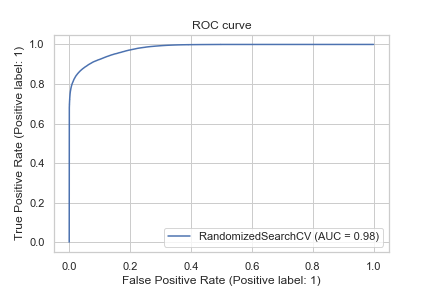 ROC curve
True Positive Rate (Positive label: 1)
1.0
0.8
0.6
0.4
0.2
0.0
RandomizedSearchCV (AUC = 0.98)
0.0 0.2 0.4 0.6 0.8 1.0
False Positive Rate (Positive label: 1)